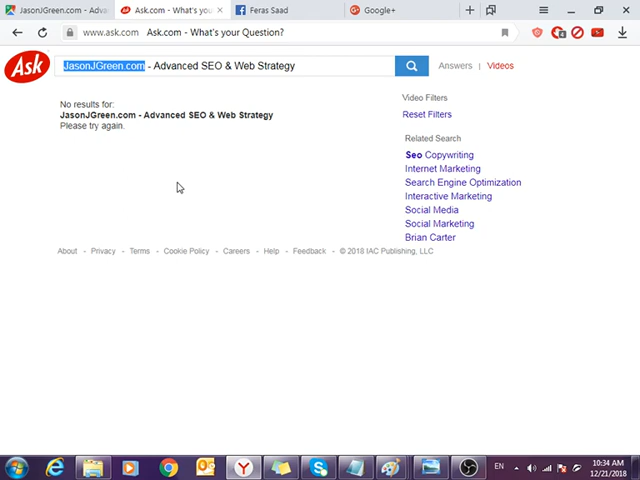 JasonJGreen.com - Adva
Ask.com - What's you
Feras Saad
Google+
www.ask.com Ask.com - What's your Question?
4
Ask
JasonJGreen.com - Advanced SEO & Web Strategy
Answers | Videos
No results for:
JasonJGreen.com - Advanced SEO & Web Strategy
Please try again.
Video Filters
Reset Filters
Related Search
Seo Copywriting
Internet Marketing
Search Engine Optimization
Interactive Marketing
Social Media
Social Marketing
Brian Carter
About - Privacy - Terms - Cookie Policy - Careers - Help - Feedback - © 2018 IAC Publishing, LLC
EN
10:34 AM
12/21/2018